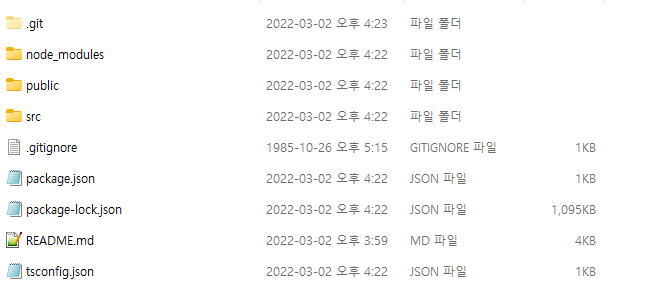 .git 2022-03-02 오후 4:23 파일 폴더
node_modules 2022-03-02 오후 4:22 파일 폴더
public 2022-03-02 오후 4:22 파일 폴더
src 2022-03-02 오후 4:22 파일 폴더
.gitignore 1985-10-26 오후 5:15 GITIGNORE 파일 1KB
package.json 2022-03-02 오후 4:22 JSON 파일 1KB
package-lock.json 2022-03-02 오후 4:22 JSON 파일 1,095KB
README.md 2022-03-02 오후 3:59 MD 파일 4KB
tsconfig.json 2022-03-02 오후 4:22 JSON 파일 1KB